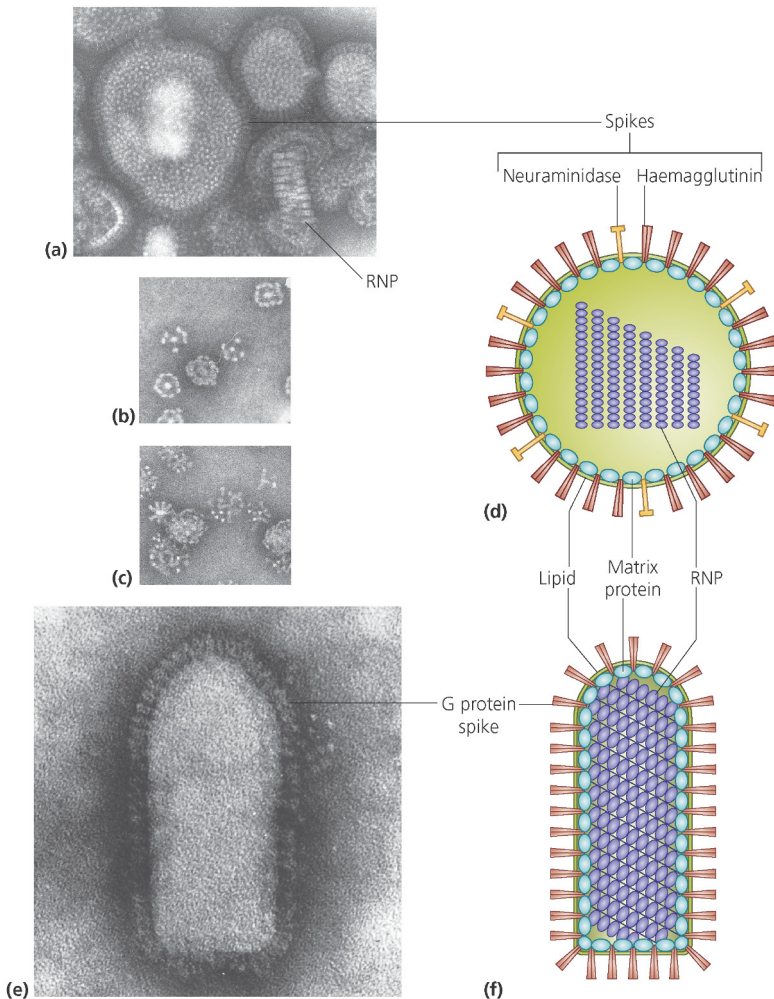 Spikes
Neuraminidase Haemagglutinin
(a)
RNP
(b)
(c)
(d)
Lipid
Matrix
protein
RNP
G protein
spike
(e)
(f)